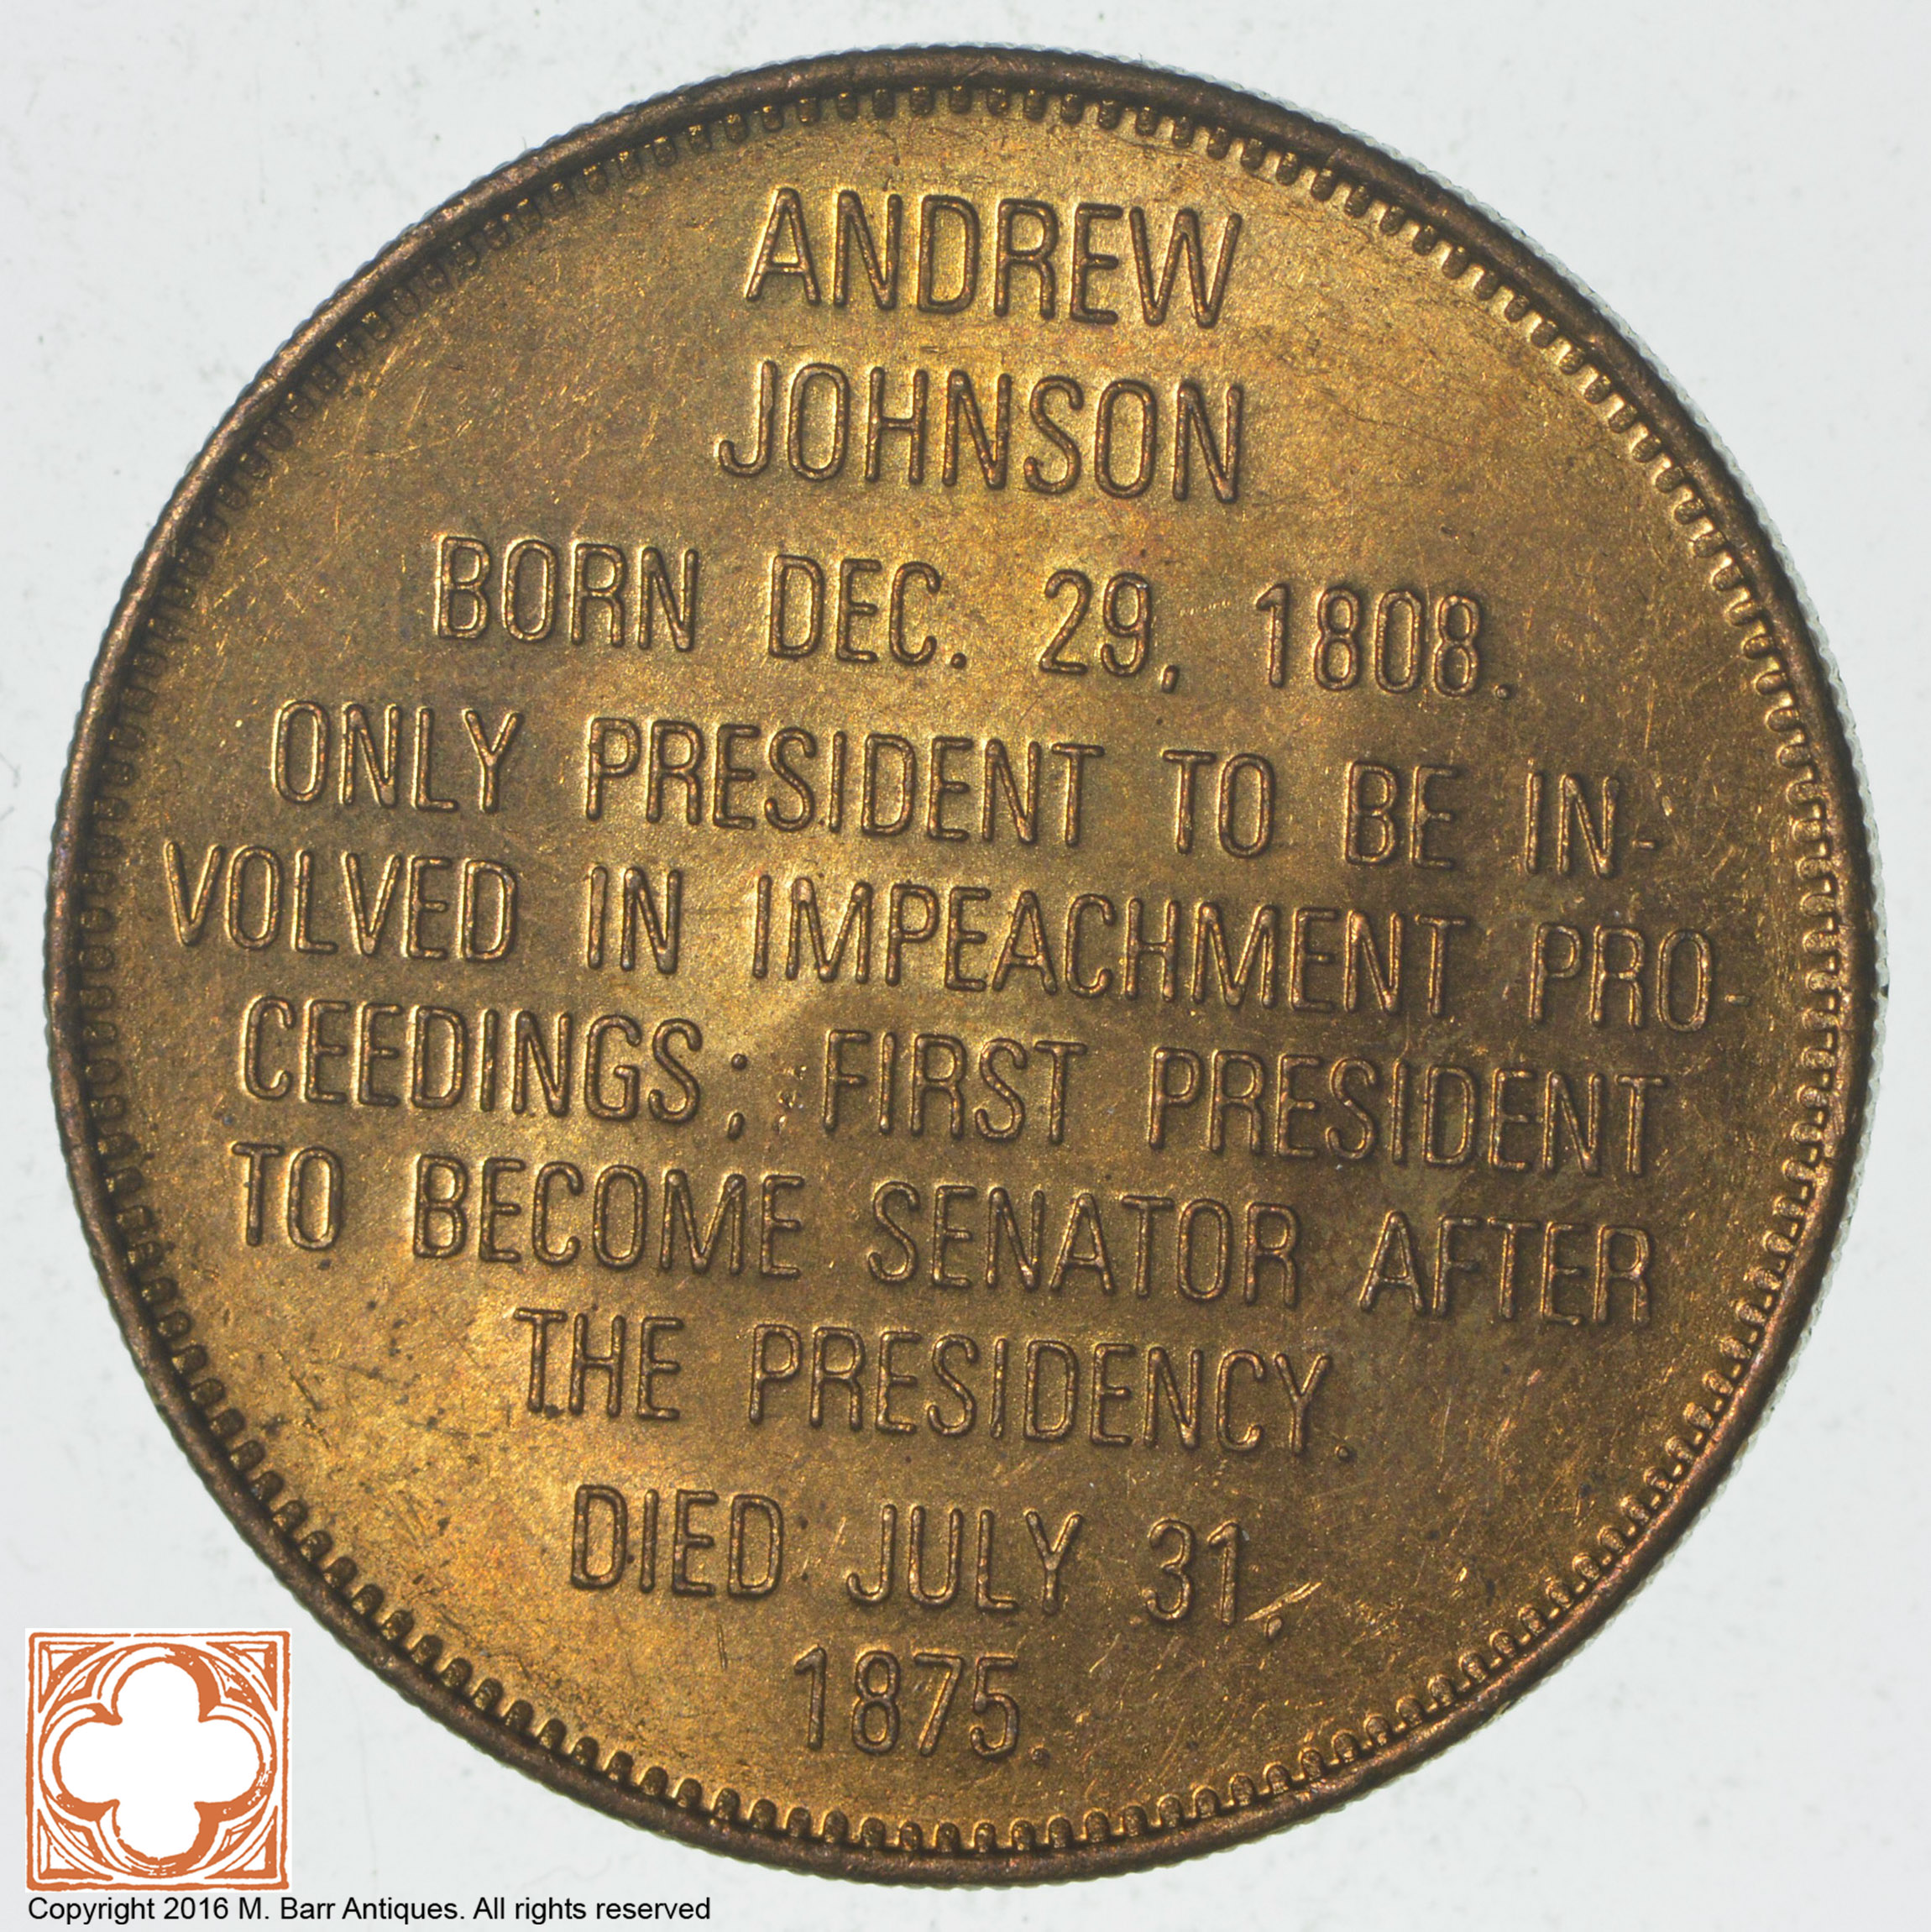 ANDREW
JOHNSON
BORN DEC. 29, 1808.
ONLY PRESIDENT TO BE IN-
VOLVED IN IMPEACHMENT PRO-
CEEDINGS; FIRST PRESIDENT
TO BECOME SENATOR AFTER
THE PRESIDENCY.
DIED JULY 31,
1875.
Copyright 2016 M. Barr Antiques. All rights reserved